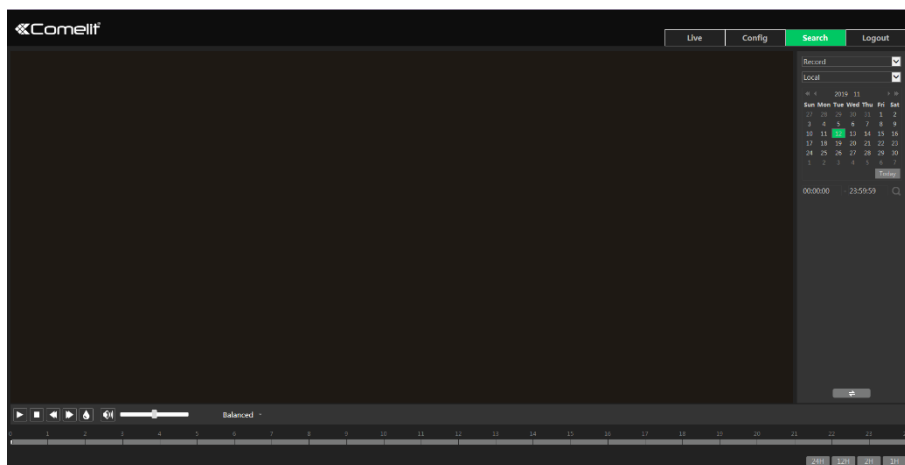 Comelit
Live Config Search Logout
Record
Local
2019 11
Sun Mon Tue Wed Thu Fri Sat
27 28 29 30 31 1 2
3 4 5 6 7 8 9
10 11 12 13 14 15 16
17 18 19 20 21 22 23
24 25 26 27 28 29 30
1 2 3 4 5 6 7
Today
00:00:00 - 23:59:59
Balanced
0 1 2 3 4 5 6 7 8 9 10 11 12 13 14 15 16 17 18 19 20 21 22 23
24H 12H 2H 1H